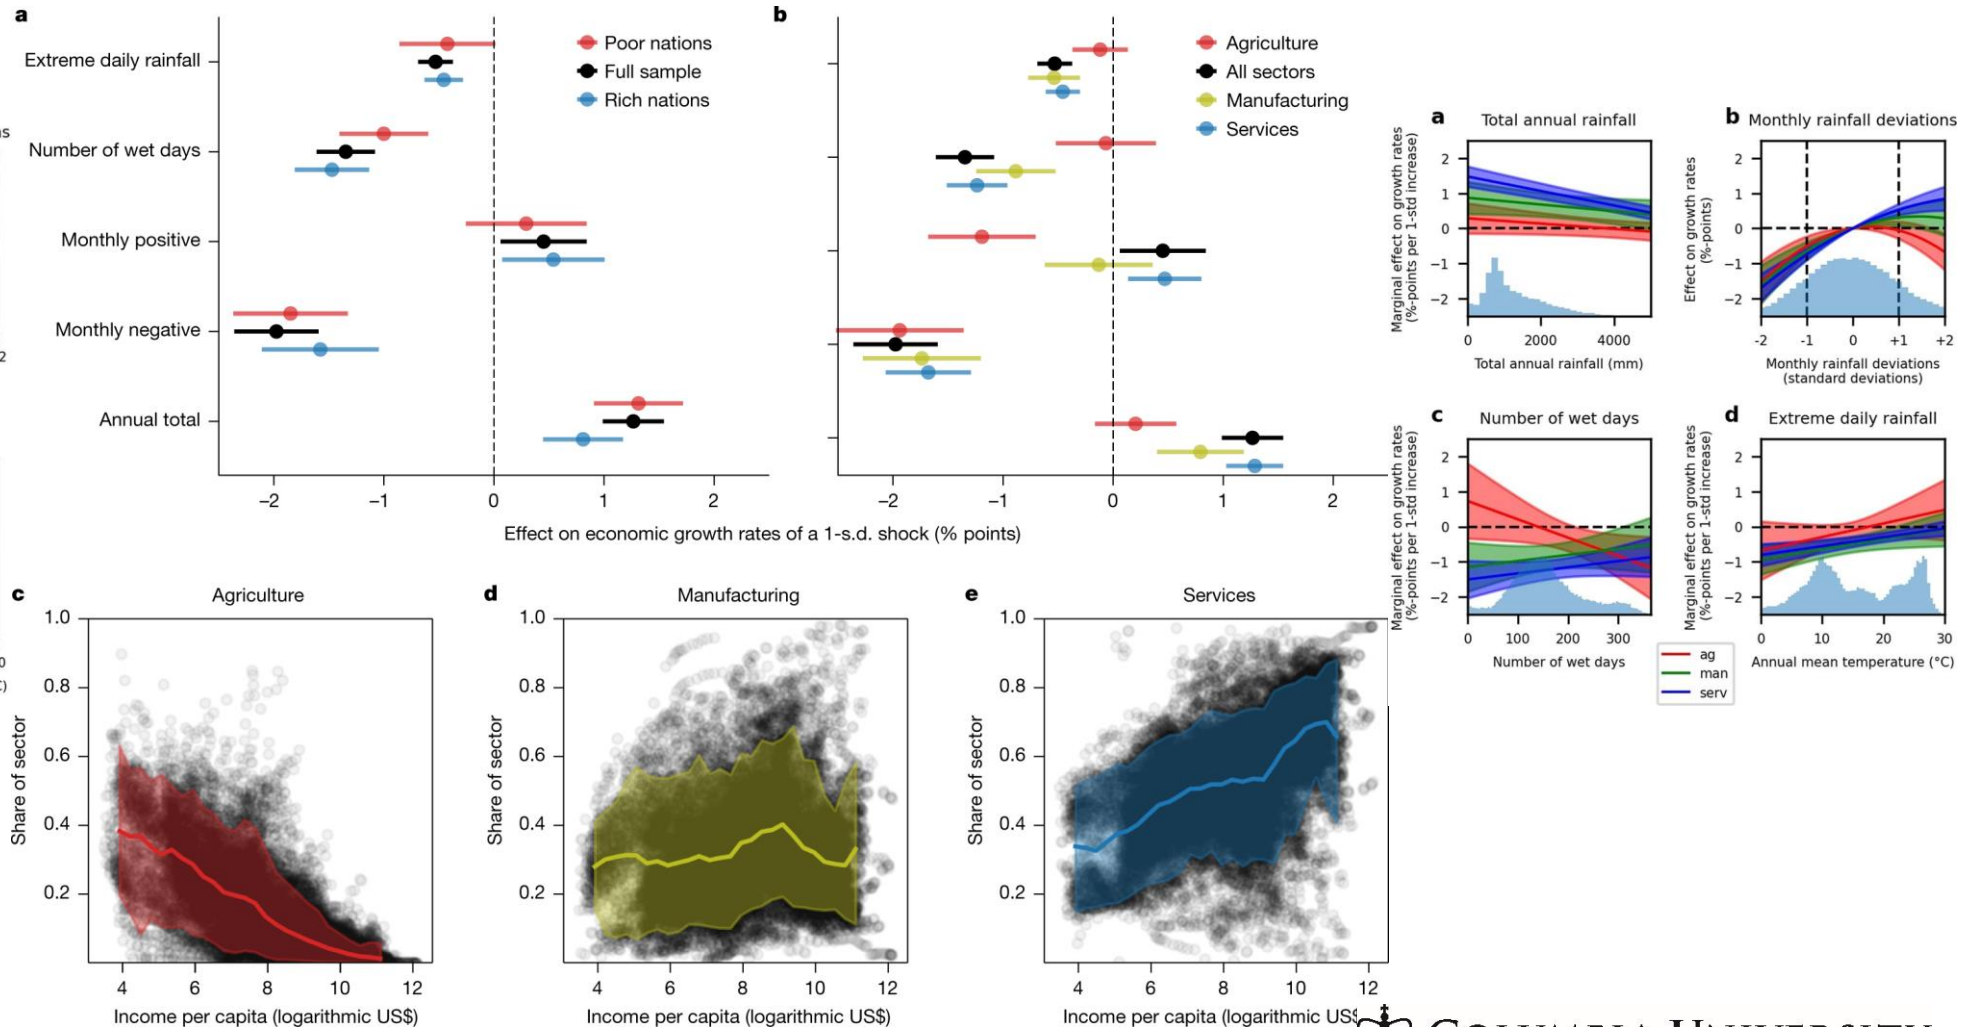 a
Poor nations
Full sample
Rich nations
Extreme daily rainfall
Number of wet days
Monthly positive
Monthly negative
Annual total
−2 −1 0 1 2
b
Agriculture
All sectors
Manufacturing
Services
−2 −1 0 1 2
Effect on economic growth rates of a 1-s.d. shock (% points)
c Agriculture
Share of sector
1.0
0.8
0.6
0.4
0.2
4 6 8 10 12
Income per capita (logarithmic US$)
d Manufacturing
Share of sector
1.0
0.8
0.6
0.4
0.2
4 6 8 10 12
Income per capita (logarithmic US$)
e Services
Share of sector
1.0
0.8
0.6
0.4
0.2
4 6 8 10 12
Income per capita (logarithmic US$
a Total annual rainfall
Marginal effect on growth rates
(%-points per 1-std increase)
2
1
0
−1
−2
0 2000 4000
Total annual rainfall (mm)
b Monthly rainfall deviations
Effect on growth rates
(%-points)
2
1
0
−1
−2
-2 -1 0 +1 +2
Monthly rainfall deviations
(standard deviations)
c Number of wet days
Marginal effect on growth rates
(%-points per 1-std increase)
2
1
0
−1
−2
0 100 200 300
Number of wet days
d Extreme daily rainfall
Marginal effect on growth rates
(%-points per 1-std increase)
2
1
0
−1
−2
0 10 20 30
Annual mean temperature (°C)
ag
man
serv